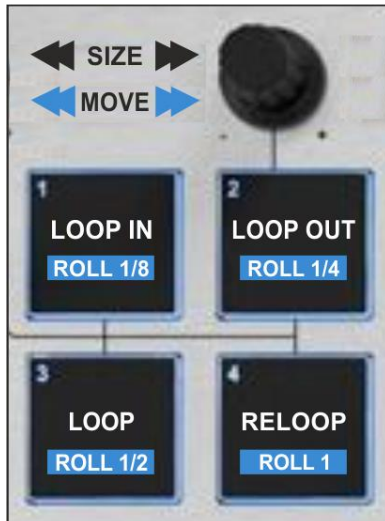 SIZE
MOVE
- +
1
LOOP IN
ROLL 1/8
2
LOOP OUT
ROLL 1/4
3
LOOP
ROLL 1/2
4
RELOOP
ROLL 1